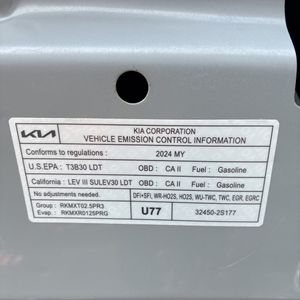 KIA KIA CORPORATION
VEHICLE EMISSION CONTROL INFORMATION
Conforms to regulations : 2024 MY
U.S.EPA : T3B30 LDT OBD : CA II Fuel : Gasoline
California : LEV III SULEV30 LDT OBD : CA II Fuel : Gasoline
No adjustments needed. DFI+SFI, WR-HO2S, HO2S, WU-TWC, TWC, EGR, EGRC
Group : RKMXT02.5PR3
Evap. : RKMXR0125PRG U77 32450-2S177